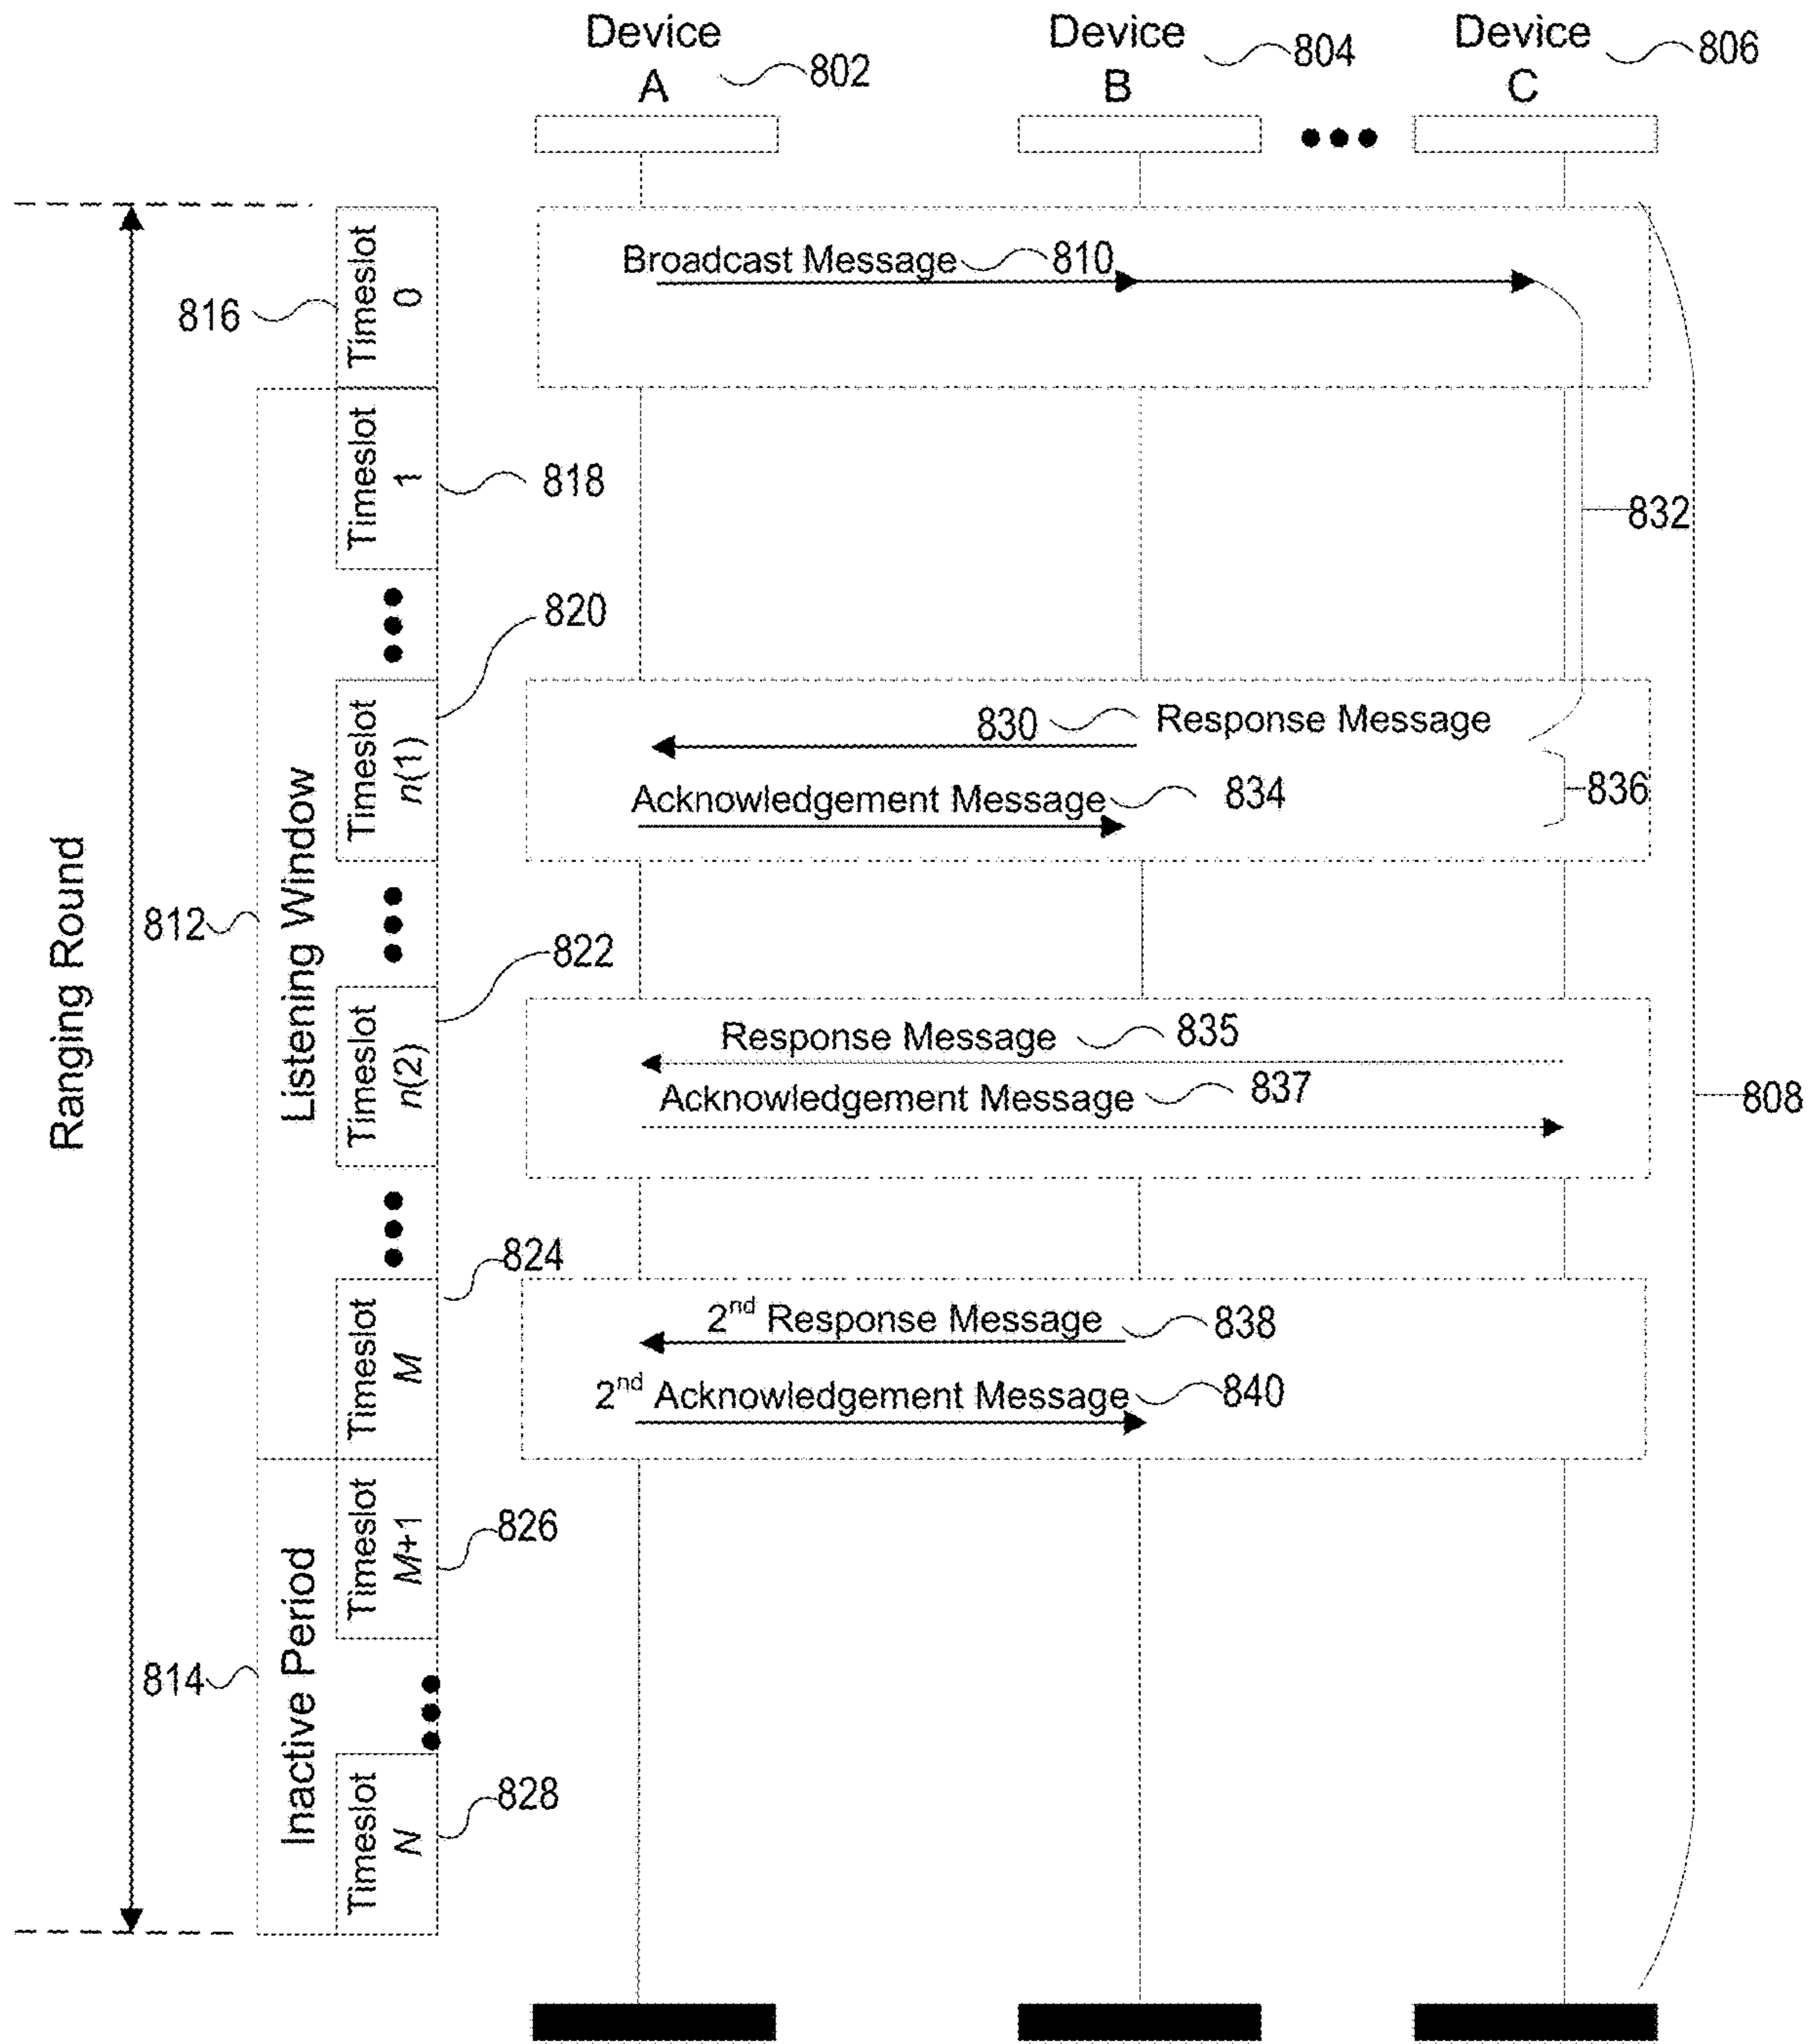 Device
A
802
Device
B
804
Device
C
806
Timeslot
0
816
Broadcast Message
810
Timeslot
1
818
832
820
Timeslot
n(1)
830
Response Message
Acknowledgement Message
834
836
Ranging Round
812
Listening Window
822
Timeslot
n(2)
Response Message
835
Acknowledgement Message
837
808
824
Timeslot
M
2nd Response Message
838
2nd Acknowledgement Message
840
Timeslot
M+1
826
814
Inactive Period
Timeslot
N
828